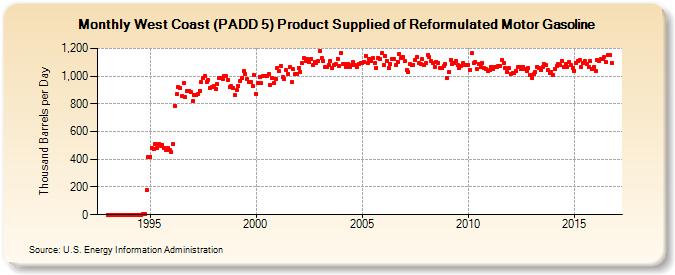 Monthly West Coast (PADD 5) Product Supplied of Reformulated Motor Gasoline
Thousand Barrels per Day
1,200
1,000
800
600
400
200
0
1995 2000 2005 2010 2015
Source: U.S. Energy Information Administration